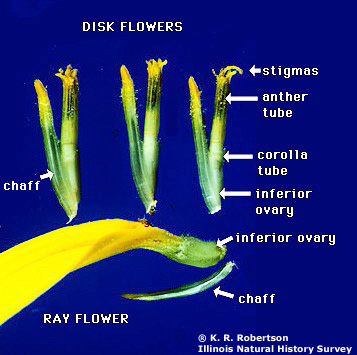 DISK FLOWERS
stigmas
anther
tube
corolla
tube
chaff
inferior
ovary
inferior ovary
chaff
RAY FLOWER
© K. R. Robertson
Illinois Natural History Survey